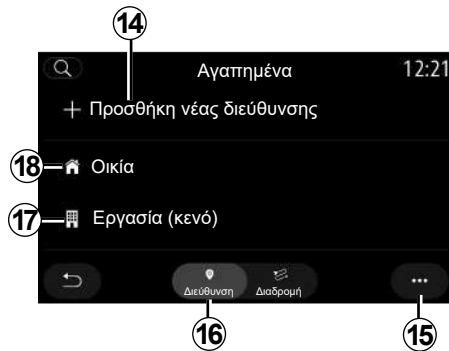 14
Αγαπημένα 12:21
Προσθήκη νέας διεύθυνσης
18 Οικία
17 Εργασία (κενό)
Διεύθυνση Διαδρομή
16 15